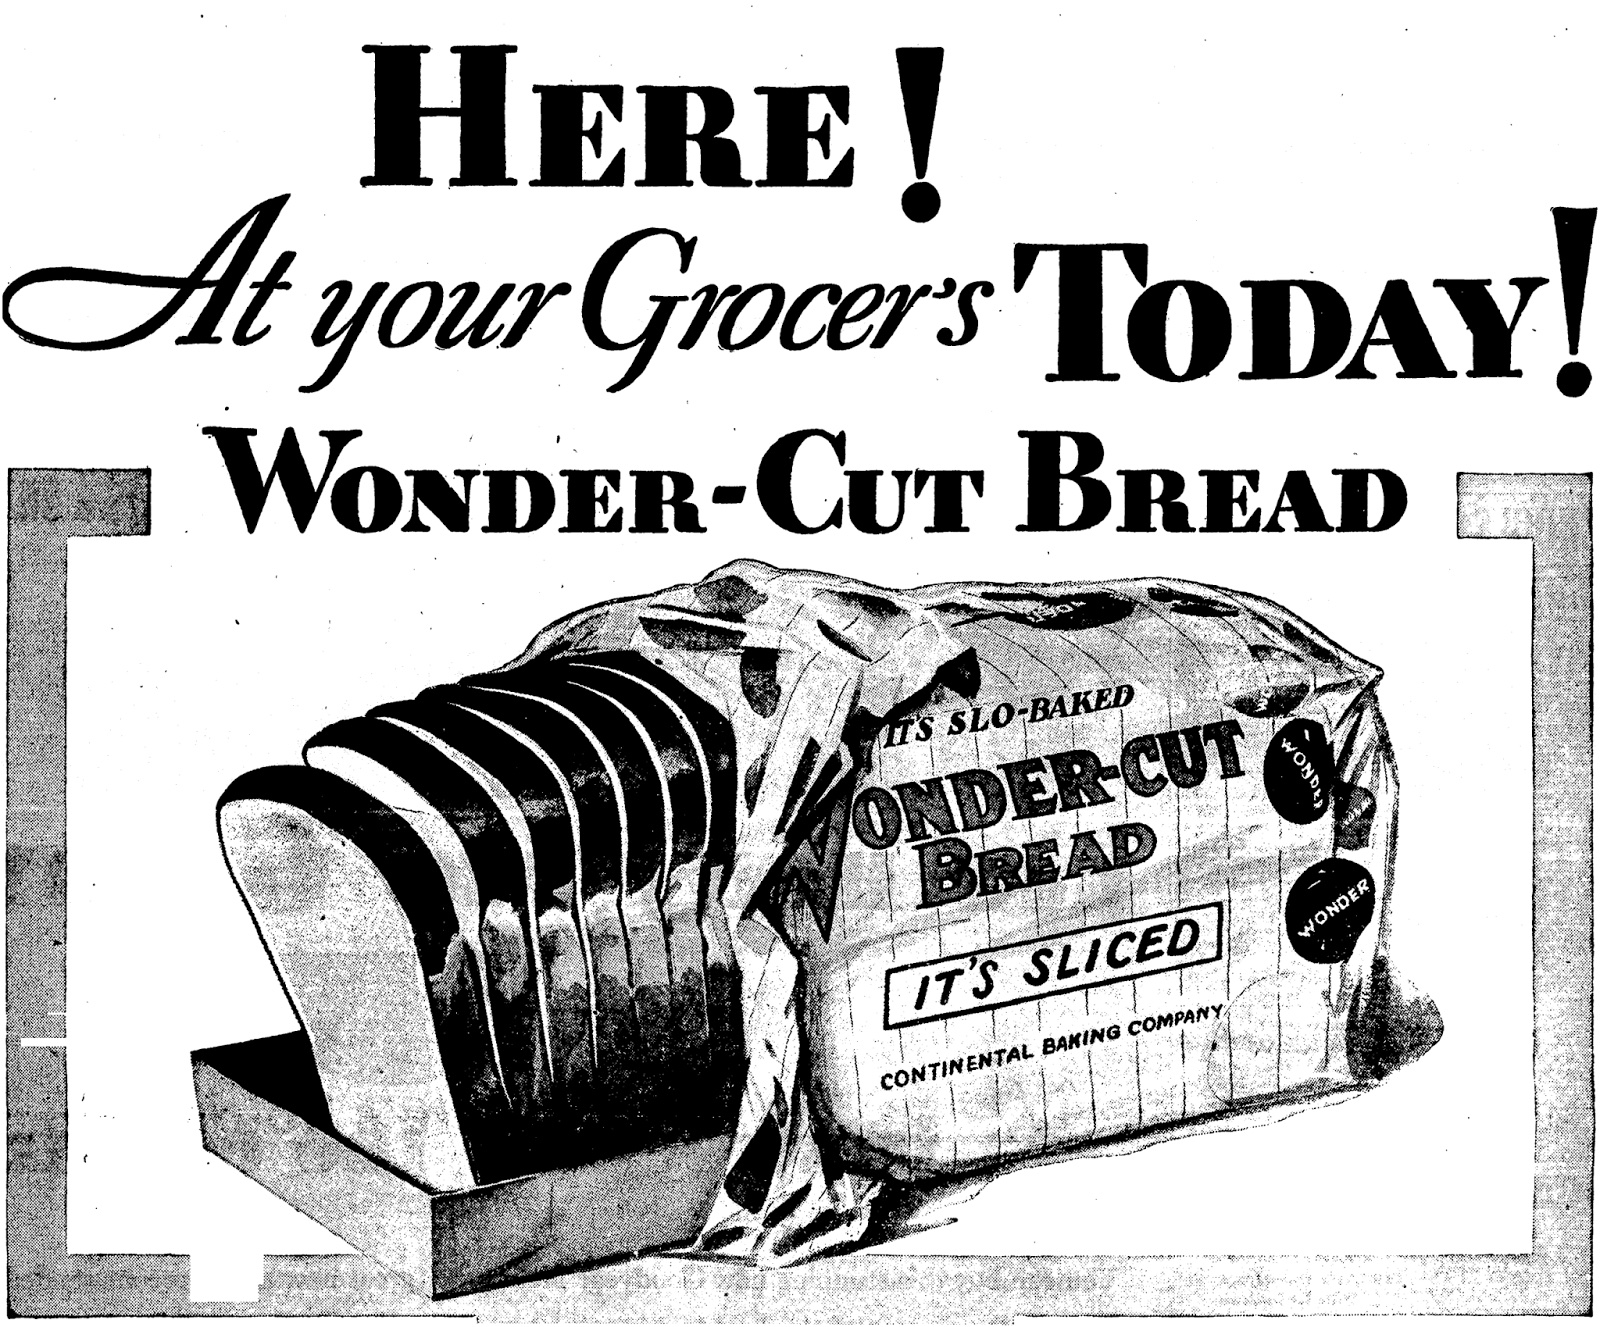 HERE!
At your Grocer's TODAY!
WONDER-CUT BREAD
IT'S SLO-BAKED
WONDER-CUT
BREAD
WONDER
WONDER
IT'S SLICED
CONTINENTAL BAKING COMPANY